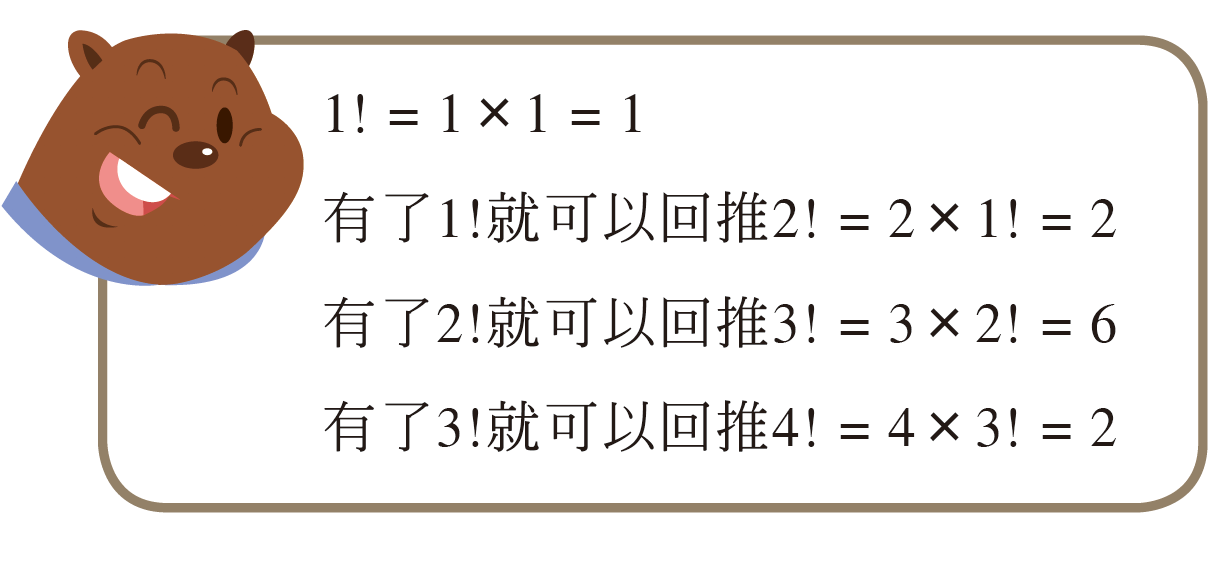 1! = 1 × 1 = 1
有了1!就可以回推2! = 2 × 1! = 2
有了2!就可以回推3! = 3 × 2! = 6
有了3!就可以回推4! = 4 × 3! = 2